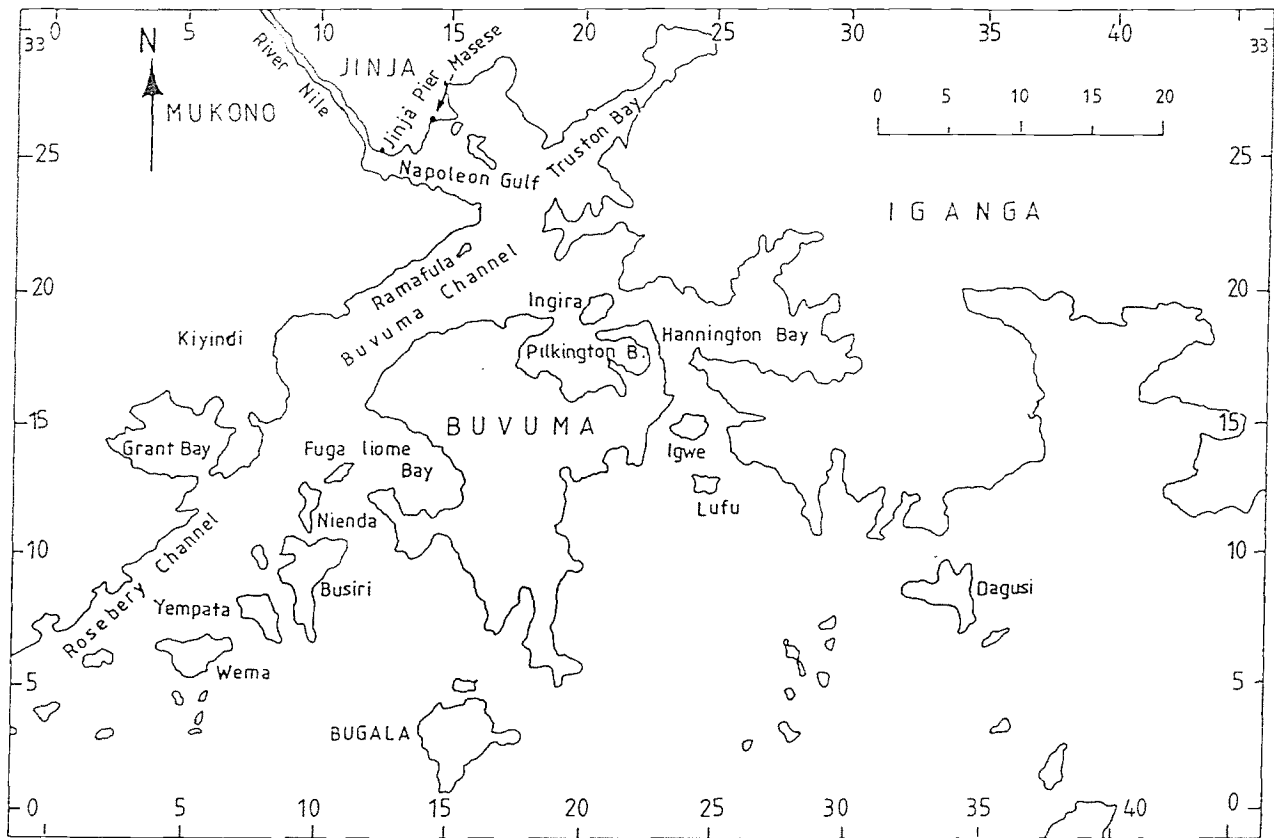 33 0 5 10 15 20 25 30 35 40 33
N
River Nile
JINJA
MUKONO
Jinja Pier
Masese
0 5 10 15 20
Truston Bay
25 25
Napoleon Gulf
IGANGA
Ramafula
Buvuma Channel
20 20
Ingira
Kiyindi
Hannington Bay
Pilkington B.
15 15
BUVUMA
Grant Bay
Fuga liome
Bay
Igwe
Lufu
Nienda
Rosebery Channel
10 10
Busiri
Dagusi
Yempata
Wema
5 5
BUGALA
0 5 10 15 20 25 30 35 40 0